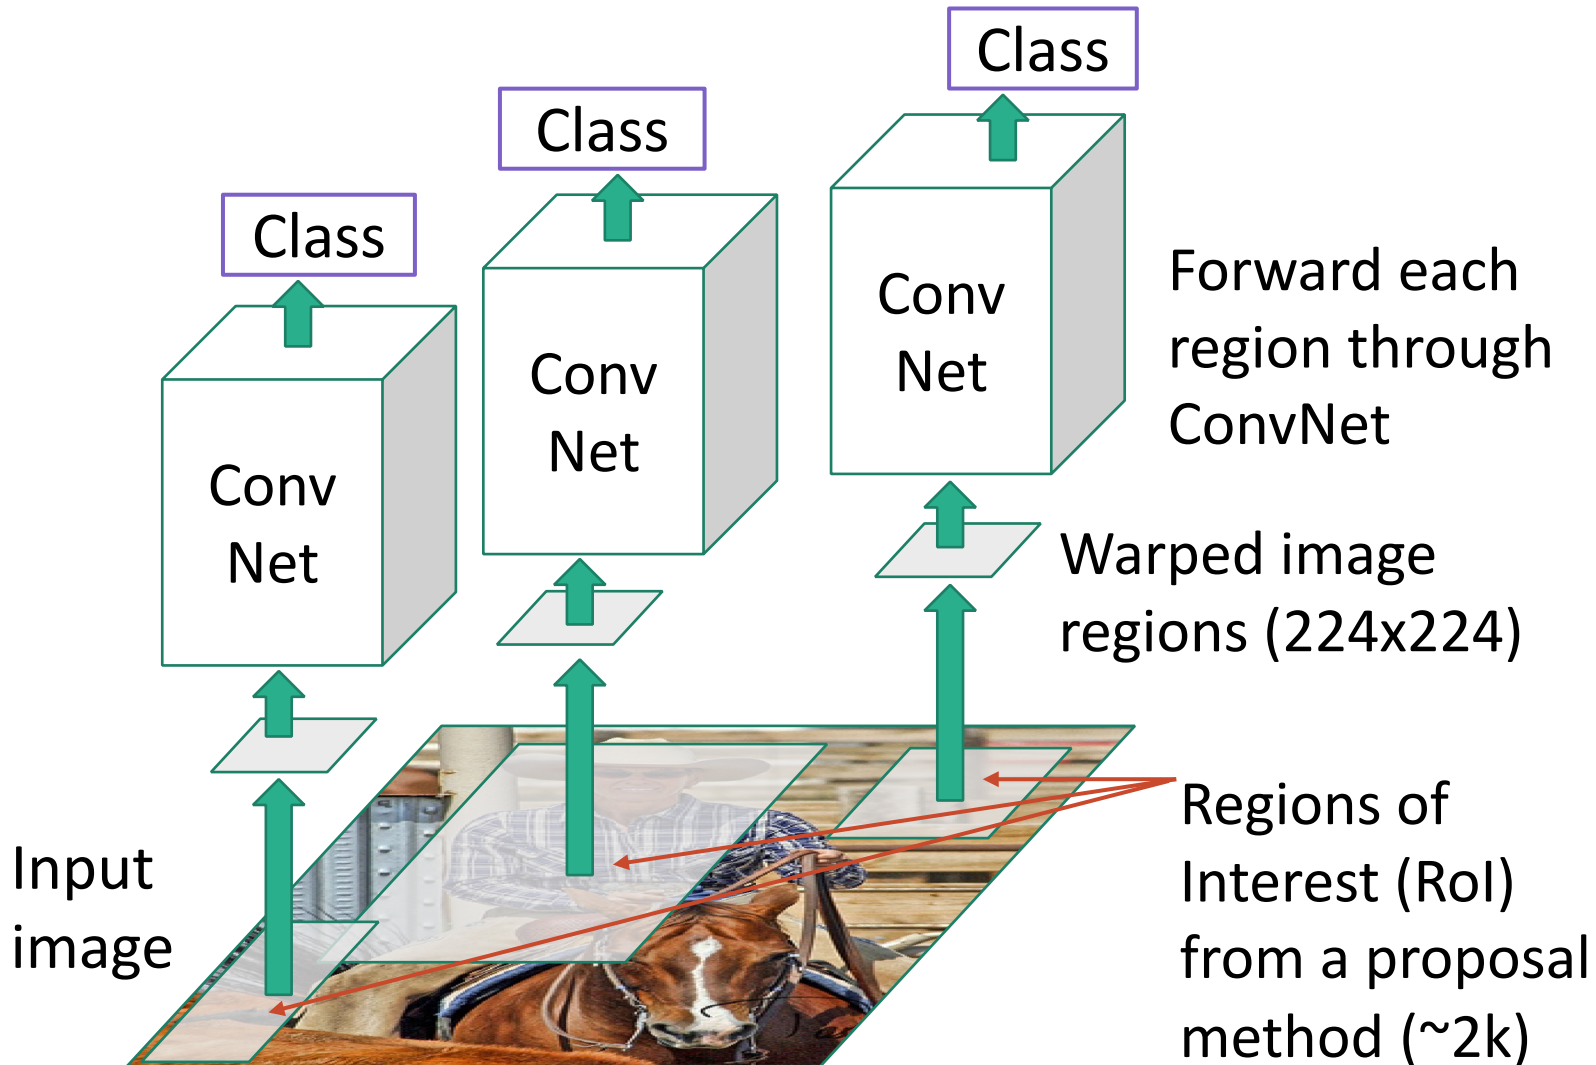 Class
Class
Class
Conv
Net
Conv
Net
Conv
Net
Forward each
region through
ConvNet
Warped image
regions (224x224)
Input
image
Regions of
Interest (RoI)
from a proposal
method (~2k)